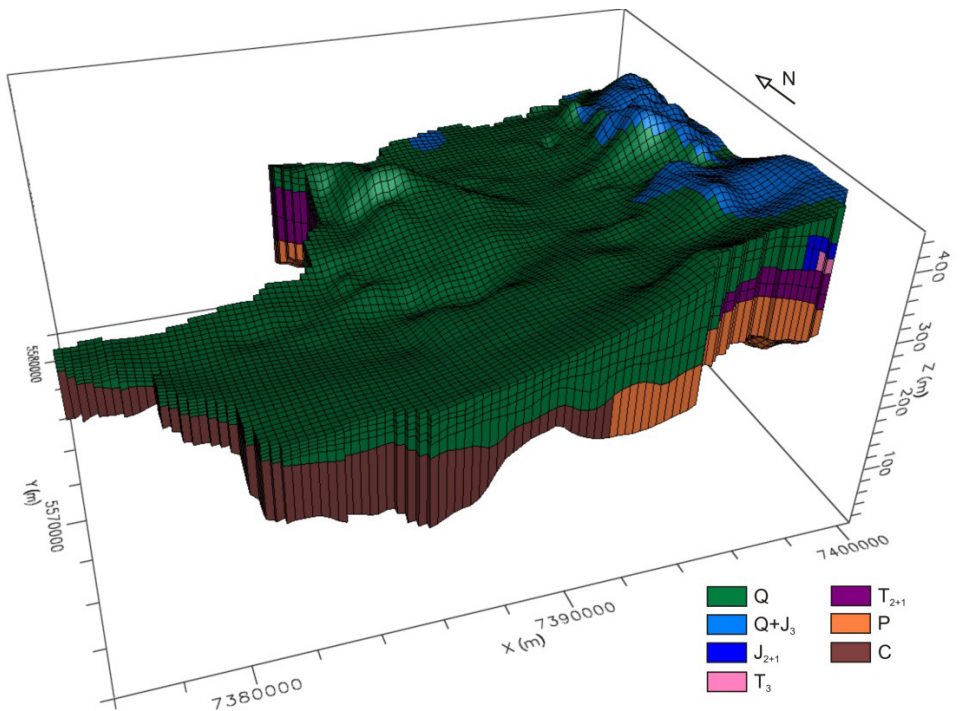 N
400
300
Z (m)
200
100
5580000
Y (m)
5570000
7380000
X (m)
7390000
7400000
Q
Q+J₃
J₂₊₁
T₃
T₂₊₁
P
C